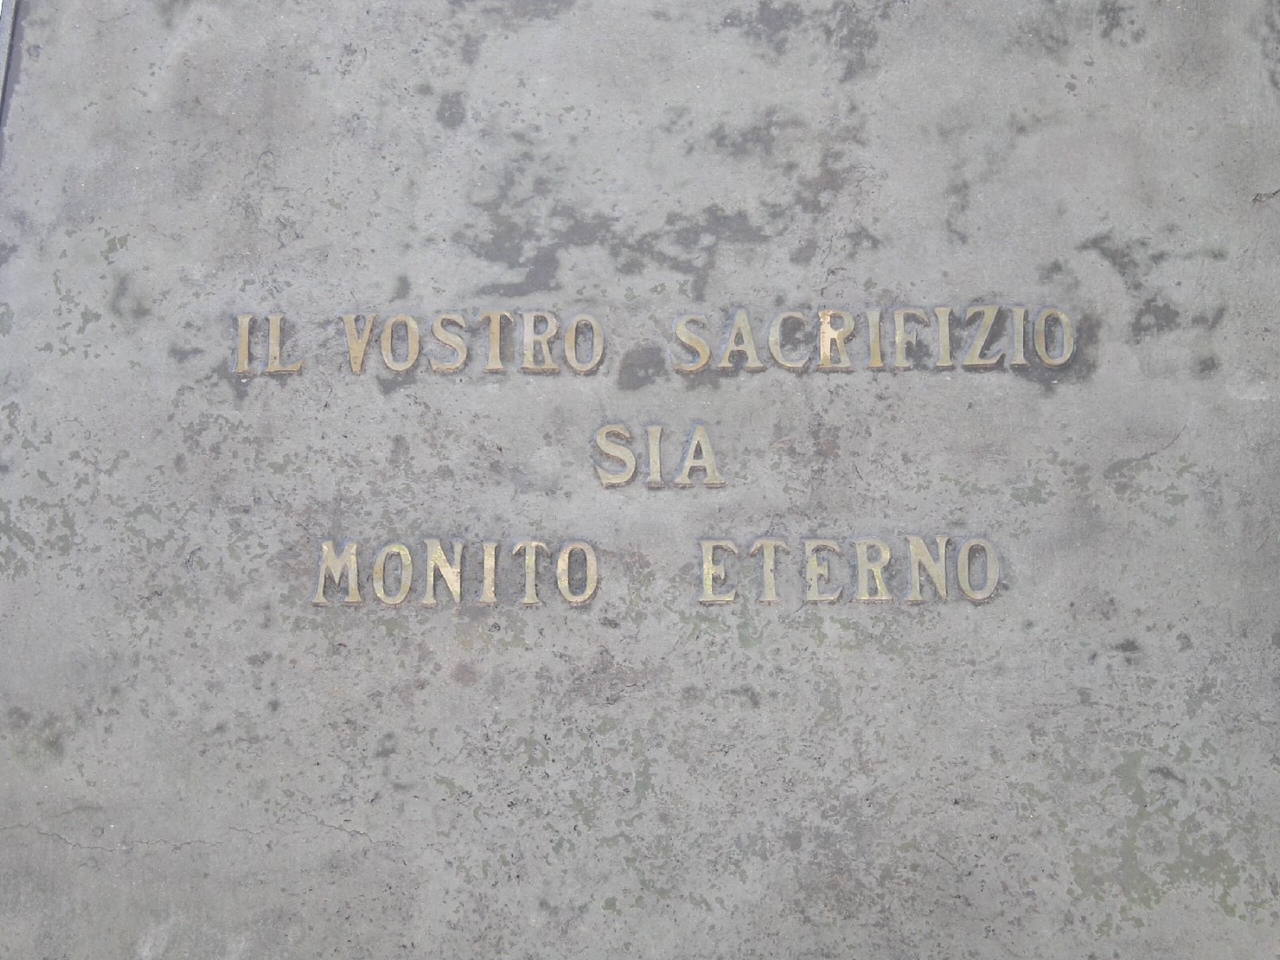 IL VOSTRO SACRIFIZIO
SIA
MONITO ETERNO